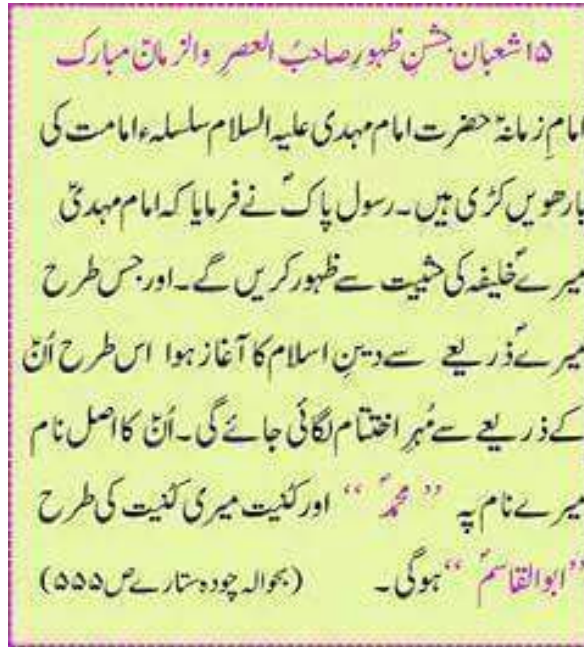 ۱۵ شعبان جشنِ ظہورِ صاحبُ العصرِ والزمانؑ مبارک
امامِ زمانہؑ حضرت امام مہدی علیہ السلام سلسلہء امامت کی
بارھویں کڑی ہیں۔ رسول پاکؐ نے فرمایا کہ امام مہدیؑ
میرے خلیفہ کی حثیت سے ظہور کریں گے۔ اور جس طرح
میرےؐ ذریعے سے دینِ اسلام کا آغاز ہوا اس طرح اُنؑ
کے ذریعے سے مُہرِ اختتام لگائی جائے گی۔ اُنؑ کا اصل نام
میرے نام پہ ” محمدؐ “ اور کنیت میری کنیت کی طرح
” ابوالقاسمؐ “ ہوگی۔ (بحوالہ چودہ ستارے ص ۵۵۵)